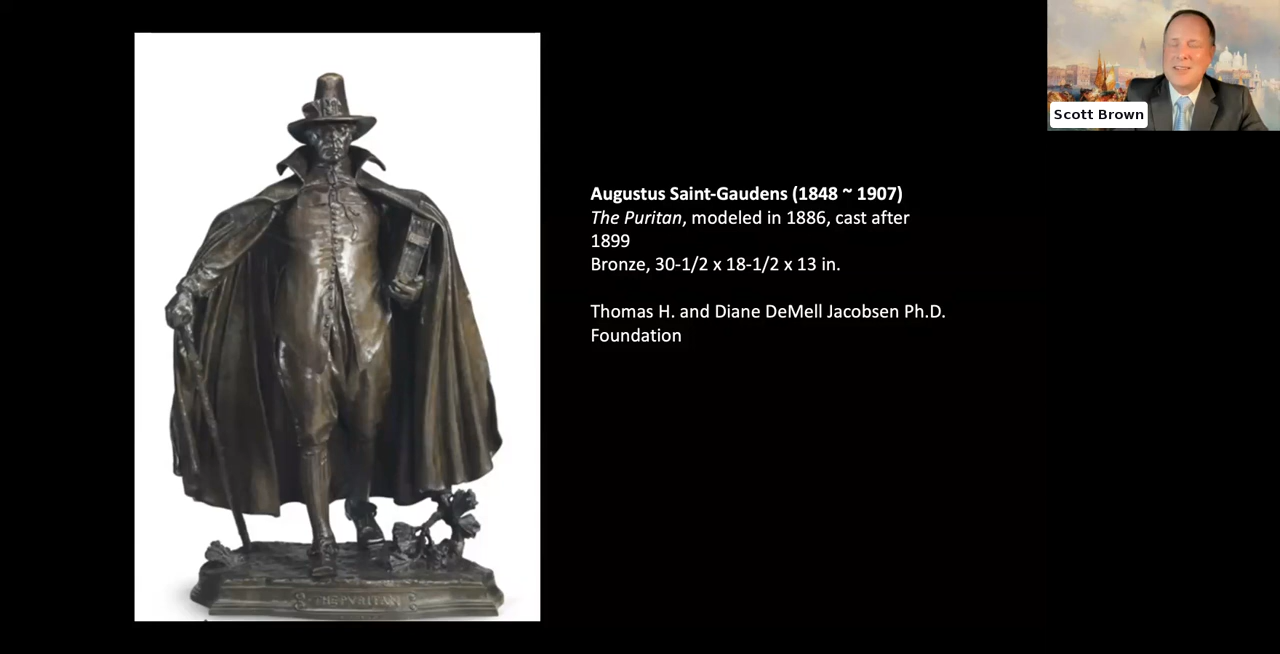 Scott Brown
Augustus Saint-Gaudens (1848 ~ 1907)
The Puritan, modeled in 1886, cast after
1899
Bronze, 30-1/2 x 18-1/2 x 13 in.
Thomas H. and Diane DeMell Jacobsen Ph.D.
Foundation
·THE·PVRITAN·